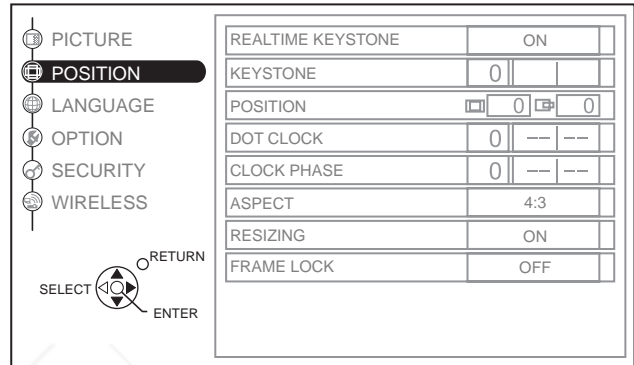 PICTURE
POSITION
LANGUAGE
OPTION
SECURITY
WIRELESS
RETURN
SELECT
ENTER
REALTIME KEYSTONE ON
KEYSTONE 0
POSITION 0 0
DOT CLOCK 0 -- --
CLOCK PHASE 0 -- --
ASPECT 4:3
RESIZING ON
FRAME LOCK OFF